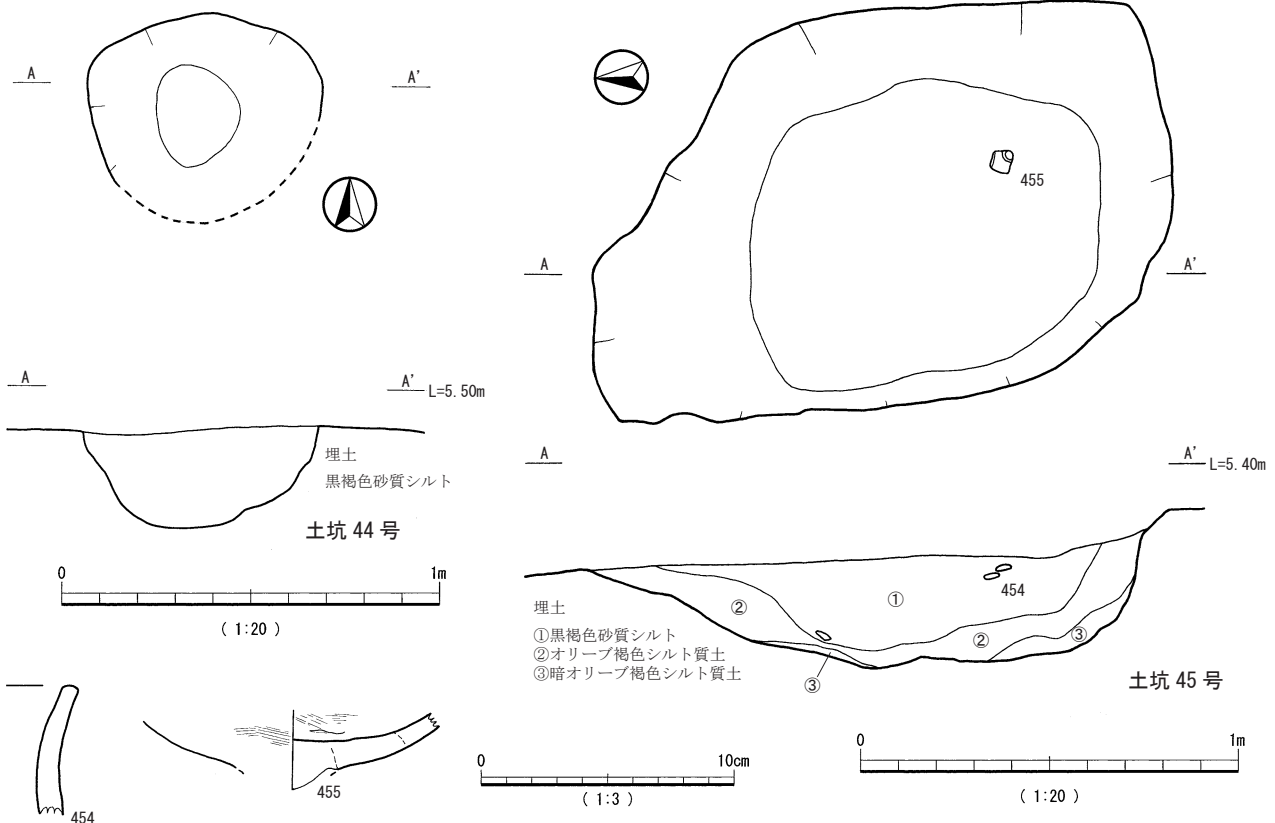 A
A'
A
A' L=5.50m
埋土
黒褐色砂質シルト
土坑 44 号
0 1m
( 1:20 )
455
A
A'
A
A' L=5.40m
454
①
②
②
③
③
埋土
①黒褐色砂質シルト
②オリーブ褐色シルト質土
③暗オリーブ褐色シルト質土
土坑 45 号
454
455
0 10cm
( 1:3 )
0 1m
( 1:20 )